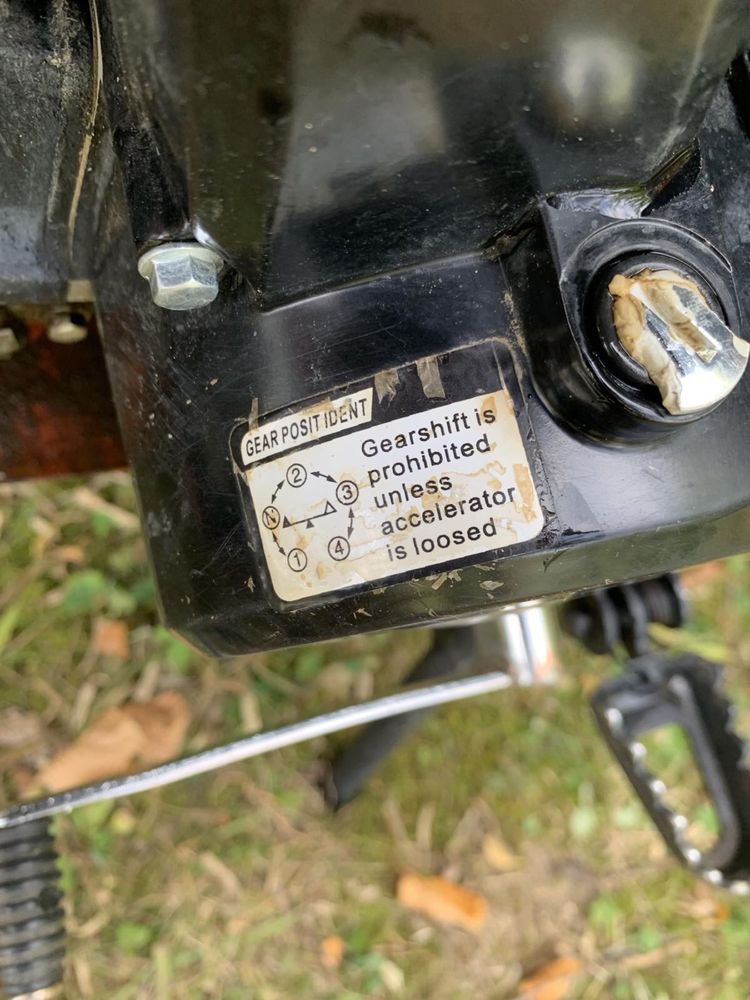 GEAR POSIT IDENT
2
3
N
1
4
Gearshift is
prohibited
unless
accelerator
is loosed